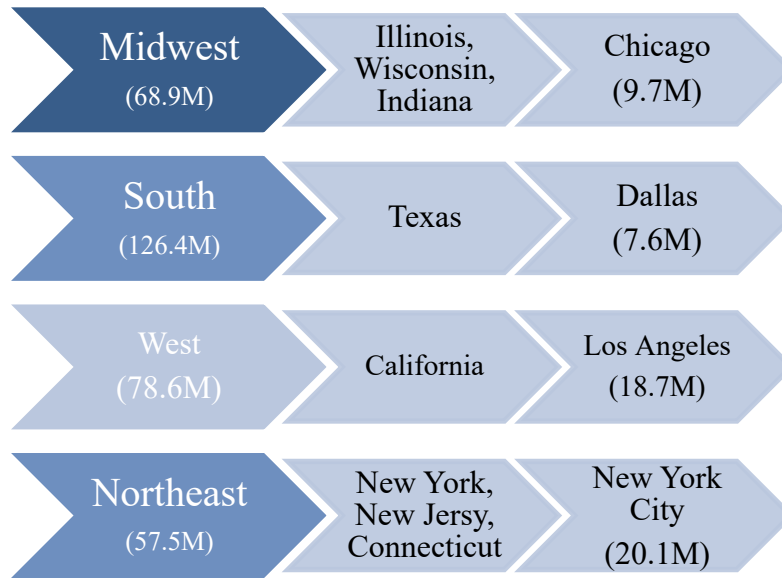 Midwest
(68.9M)
Illinois,
Wisconsin,
Indiana
Chicago
(9.7M)
South
(126.4M)
Texas
Dallas
(7.6M)
West
(78.6M)
California
Los Angeles
(18.7M)
Northeast
(57.5M)
New York,
New Jersy,
Connecticut
New York
City
(20.1M)